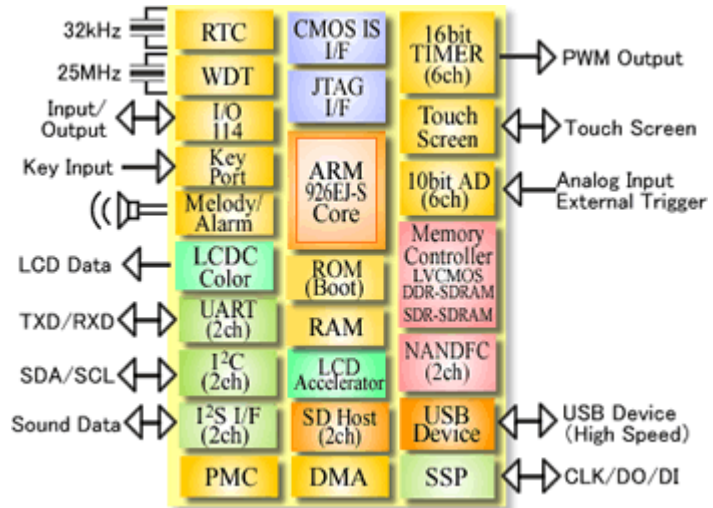 32kHz
25MHz
Input/
Output
Key Input
LCD Data
TXD/RXD
SDA/SCL
Sound Data
RTC
WDT
I/O
114
Key
Port
Melody/
Alarm
LCDC
Color
UART
(2ch)
I²C
(2ch)
I²S I/F
(2ch)
PMC
CMOS IS
I/F
JTAG
I/F
ARM
926EJ-S
Core
ROM
(Boot)
RAM
LCD
Accelerator
SD Host
(2ch)
DMA
16bit
TIMER
(6ch)
Touch
Screen
10bit AD
(6ch)
Memory
Controller
LVCMOS
DDR-SDRAM
SDR-SDRAM
NANDFC
(2ch)
USB
Device
SSP
PWM Output
Touch Screen
Analog Input
External Trigger
USB Device
(High Speed)
CLK/DO/DI